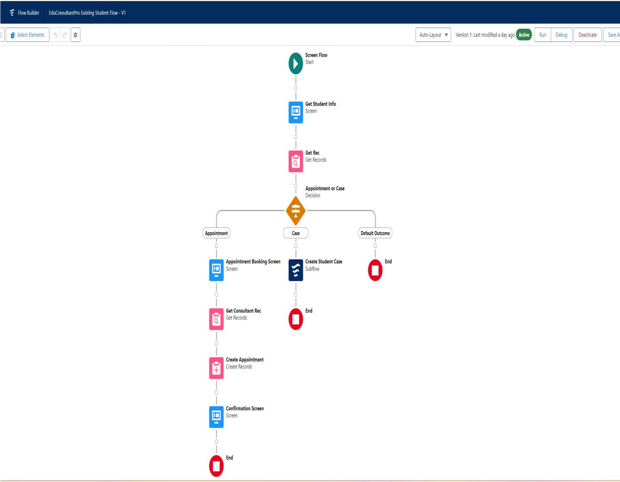 Flow Builder EduConsultantPro Existing Student Flow - V1
Select Elements Auto-Layout Version 1: Last modified a day ago Active Run Debug Deactivate Save A
Screen Flow
Start
Get Student Info
Screen
Get Rec
Get Records
Appointment or Case
Decision
Appointment Case Default Outcome
Appointment Booking Screen
Screen
Create Student Case
Subflow
End
Get Consultant Rec
Get Records
End
Create Appointment
Create Records
Confirmation Screen
Screen
End